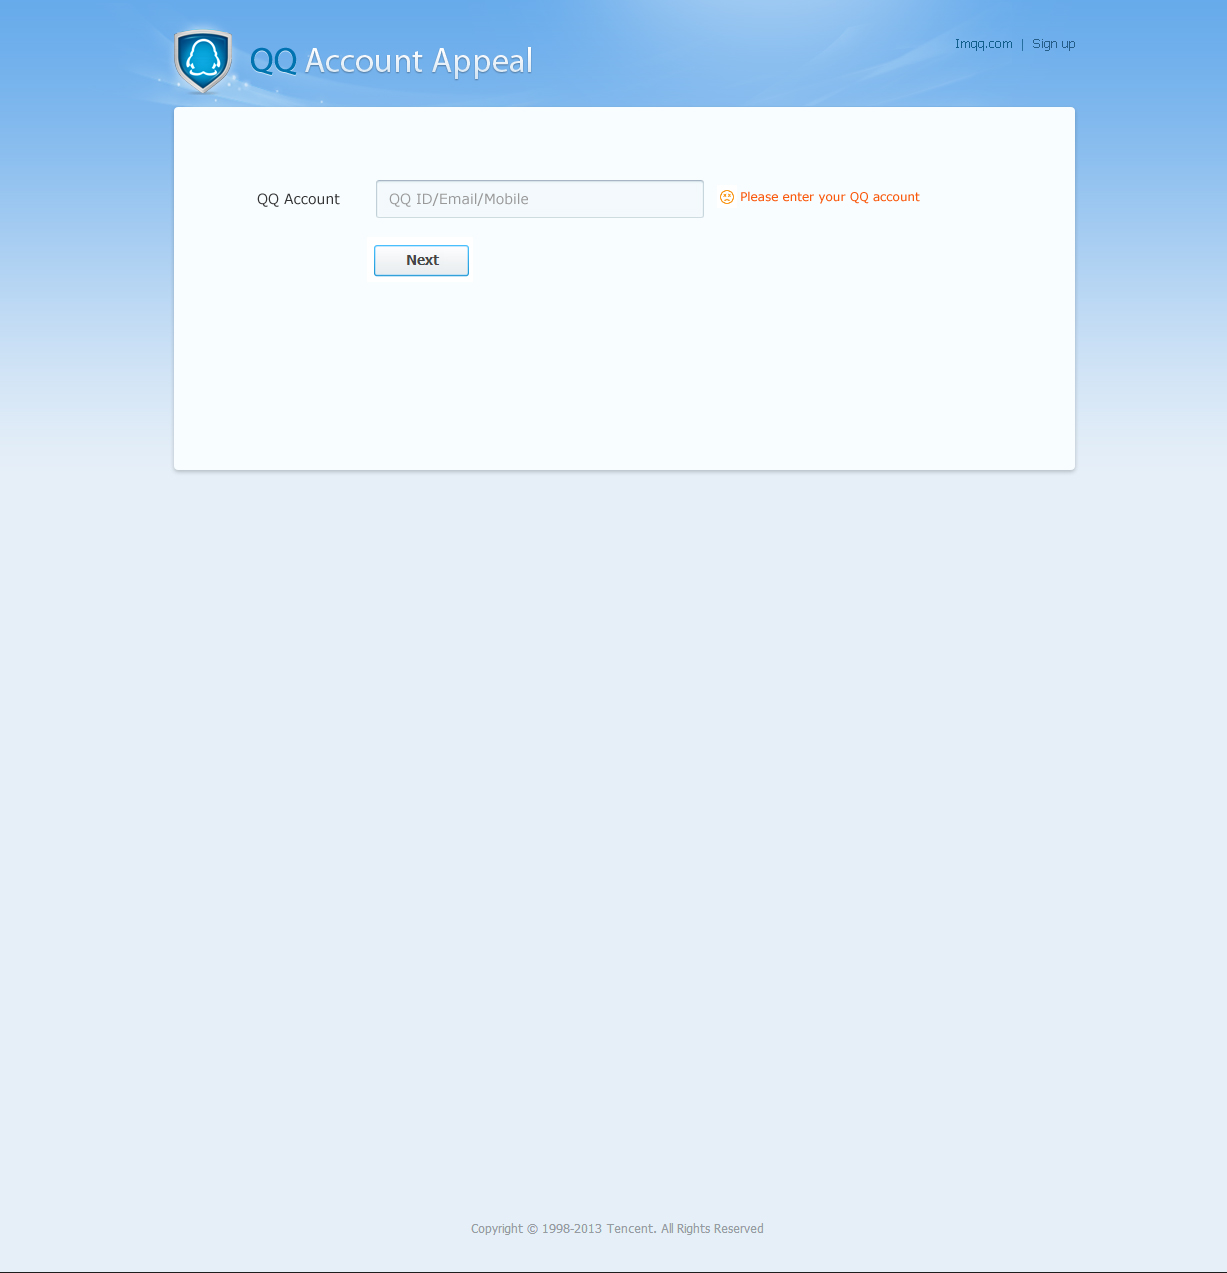 QQ Account Appeal
Imqq.com | Sign up
QQ Account
QQ ID/Email/Mobile
Please enter your QQ account
Next
Copyright © 1998-2013 Tencent. All Rights Reserved